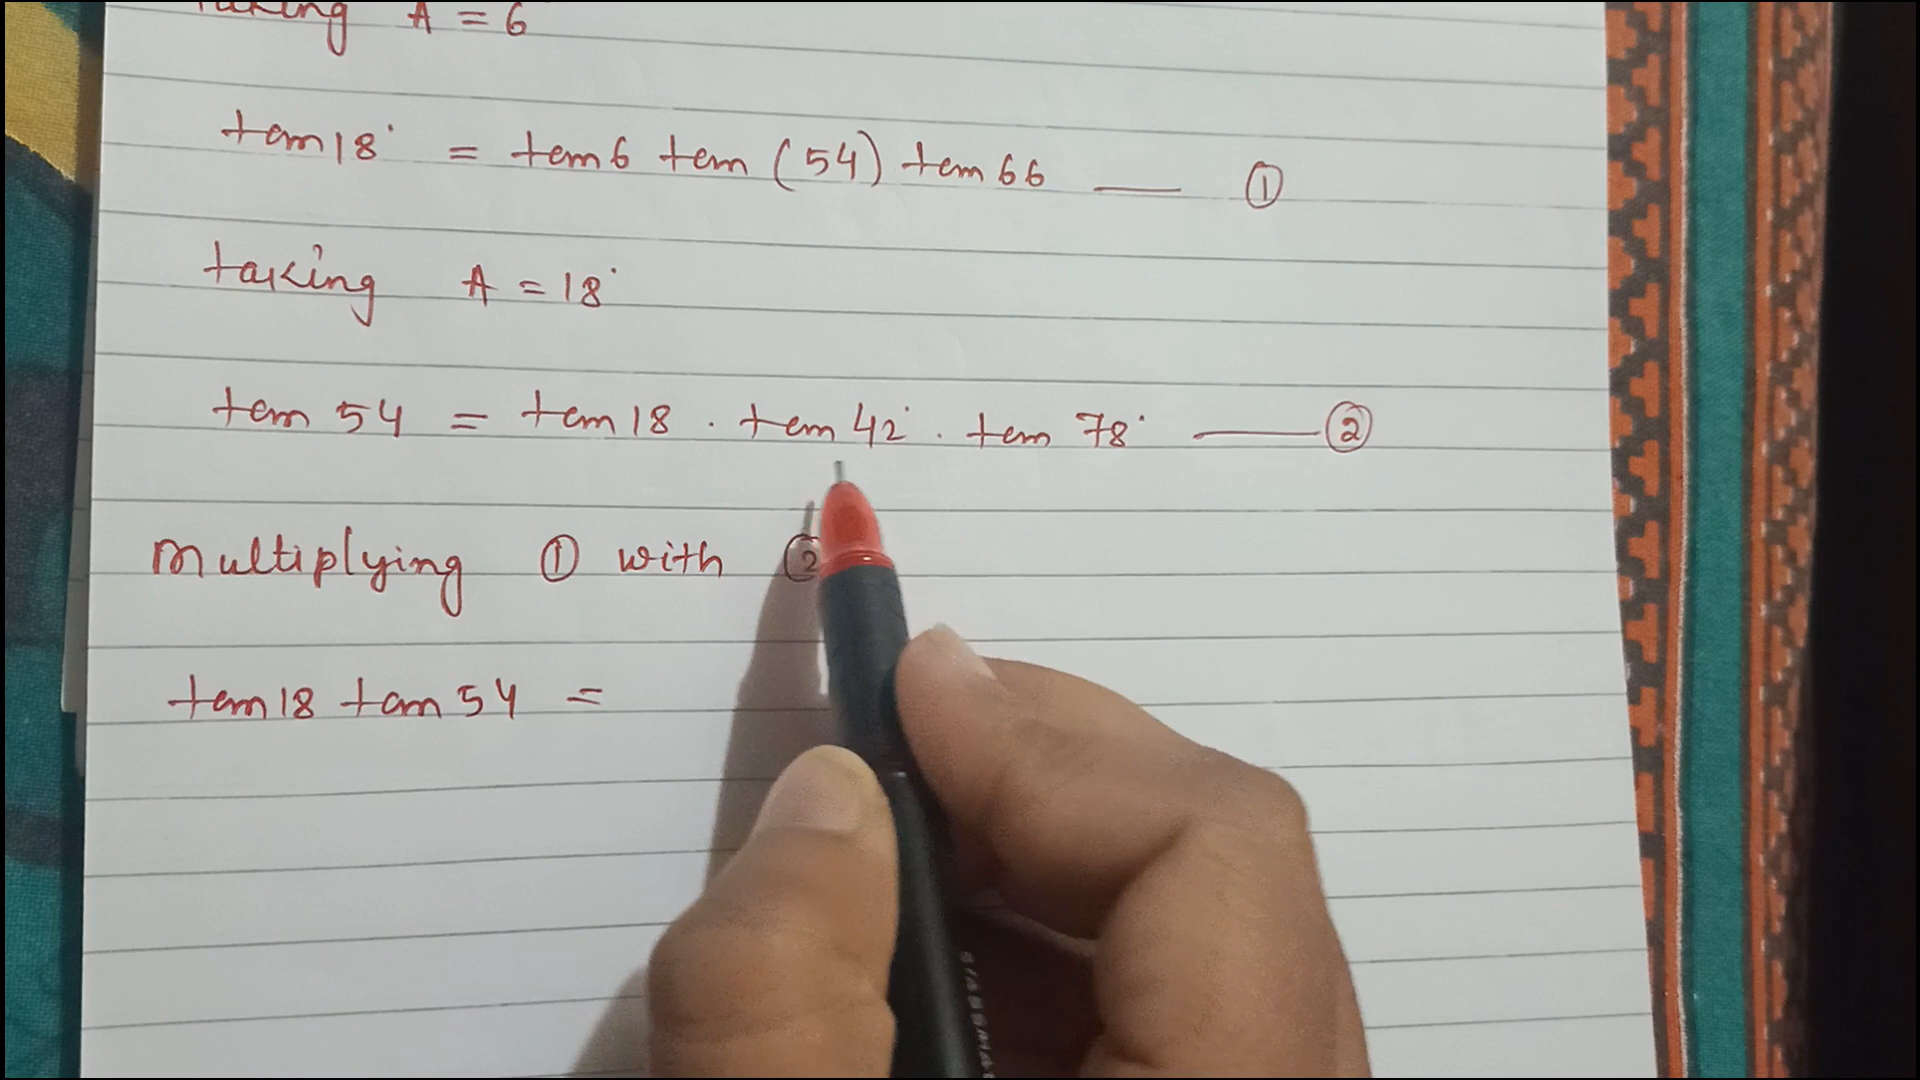 taking A = 6
tan 18° = tan 6 tan (54) tan 66 —— ①
taking A = 18°
tan 54 = tan 18 . tan 42° . tan 78° —— ②
Multiplying ① with ②
tan 18 tan 54 =